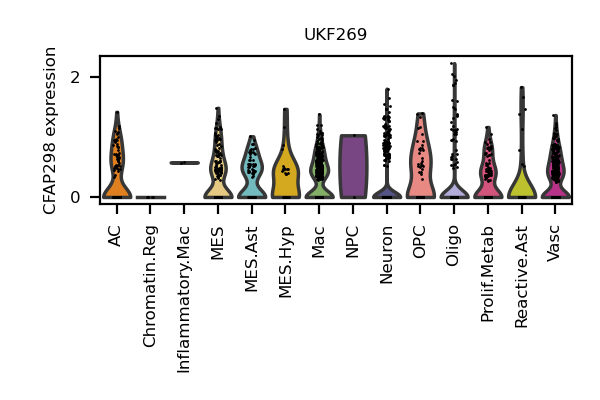 UKF269
CFAP298 expression
2
0
AC
Chromatin.Reg
Inflammatory.Mac
MES
MES.Ast
MES.Hyp
Mac
NPC
Neuron
OPC
Oligo
Prolif.Metab
Reactive.Ast
Vasc